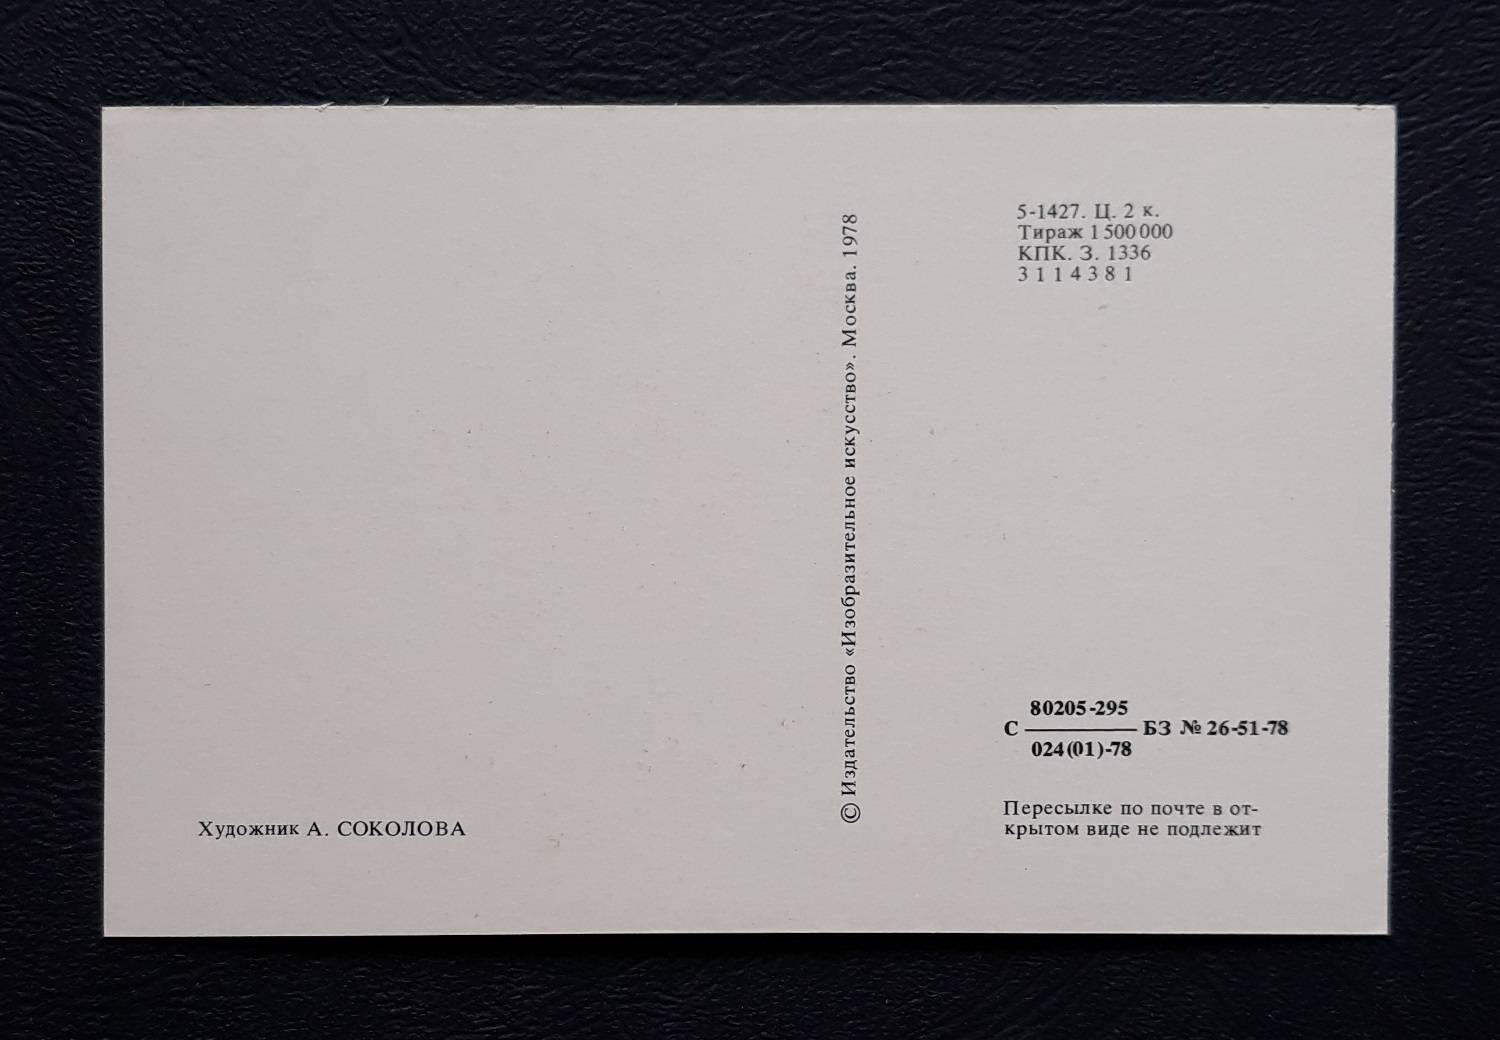 Художник А. СОКОЛОВА
© Издательство «Изобразительное искусство». Москва. 1978
5-1427. Ц. 2 к.
Тираж 1 500 000
КПК. З. 1336
3 1 1 4 3 8 1
80205-295
С БЗ № 26-51-78
024(01)-78
Пересылке по почте в от-
крытом виде не подлежит